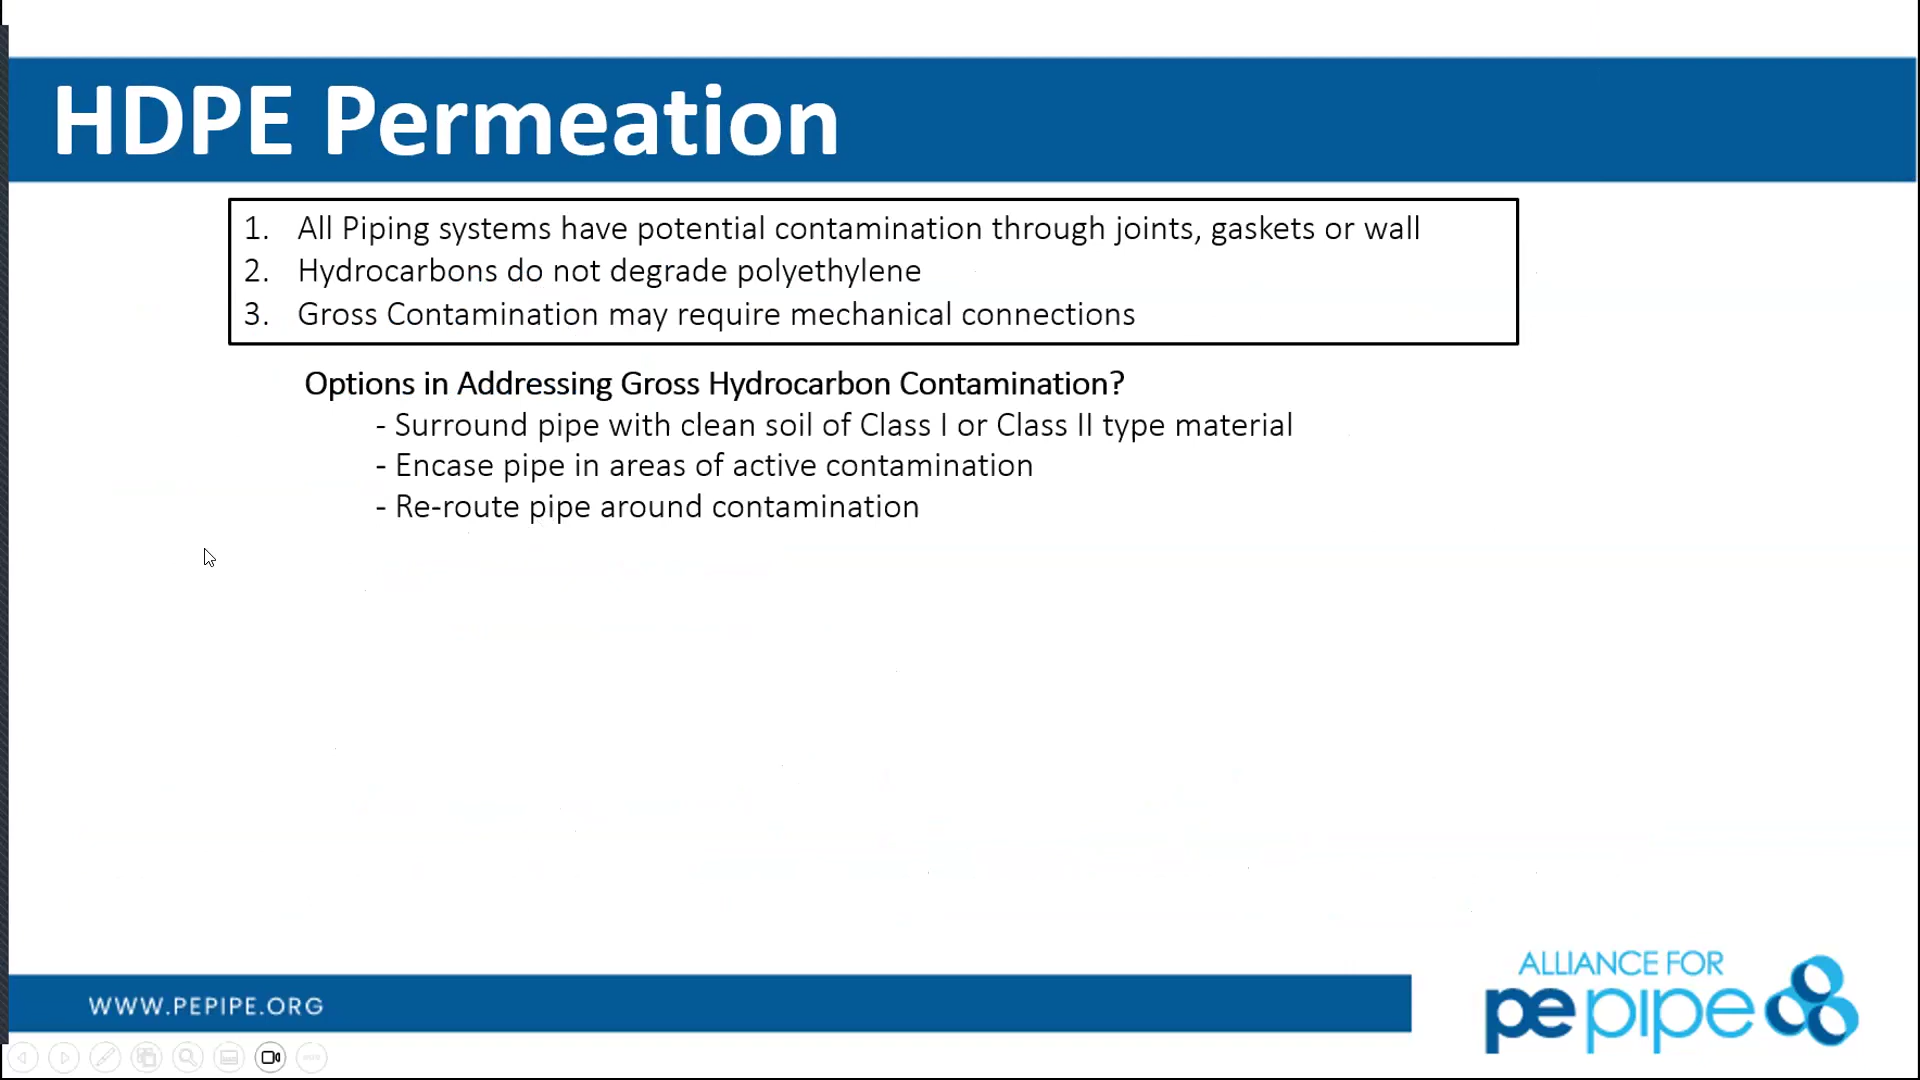 HDPE Permeation
1. All Piping systems have potential contamination through joints, gaskets or wall
2. Hydrocarbons do not degrade polyethylene
3. Gross Contamination may require mechanical connections
Options in Addressing Gross Hydrocarbon Contamination?
- Surround pipe with clean soil of Class I or Class II type material
- Encase pipe in areas of active contamination
- Re-route pipe around contamination
WWW.PEPIPE.ORG
ALLIANCE FOR
pepipe